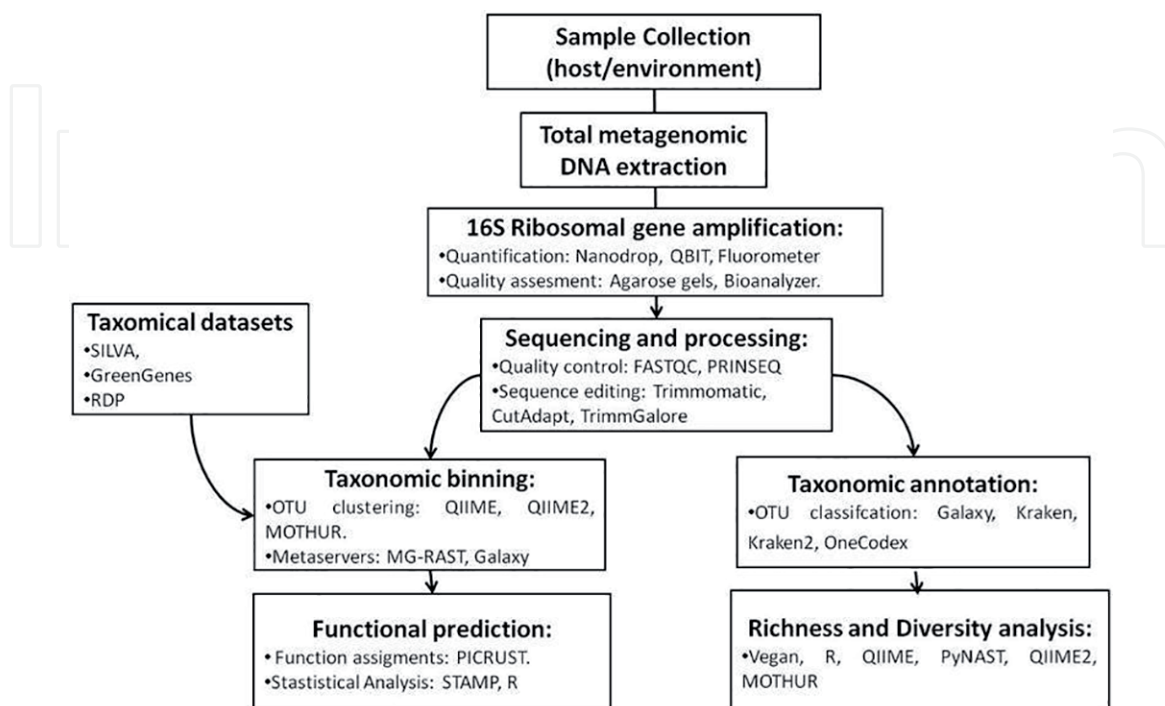 Sample Collection
(host/environment)
Total metagenomic
DNA extraction
16S Ribosomal gene amplification:
•Quantification: Nanodrop, QBIT, Fluorometer
•Quality assesment: Agarose gels, Bioanalyzer.
Taxomical datasets
•SILVA,
•GreenGenes
•RDP
Sequencing and processing:
•Quality control: FASTQC, PRINSEQ
•Sequence editing: Trimmomatic,
CutAdapt, TrimmGalore
Taxonomic binning:
•OTU clustering: QIIME, QIIME2,
MOTHUR.
•Metaservers: MG-RAST, Galaxy
Taxonomic annotation:
•OTU classifcation: Galaxy, Kraken,
Kraken2, OneCodex
Functional prediction:
• Function assigments: PICRUST.
•Stastistical Analysis: STAMP, R
Richness and Diversity analysis:
•Vegan, R, QIIME, PyNAST, QIIME2,
MOTHUR